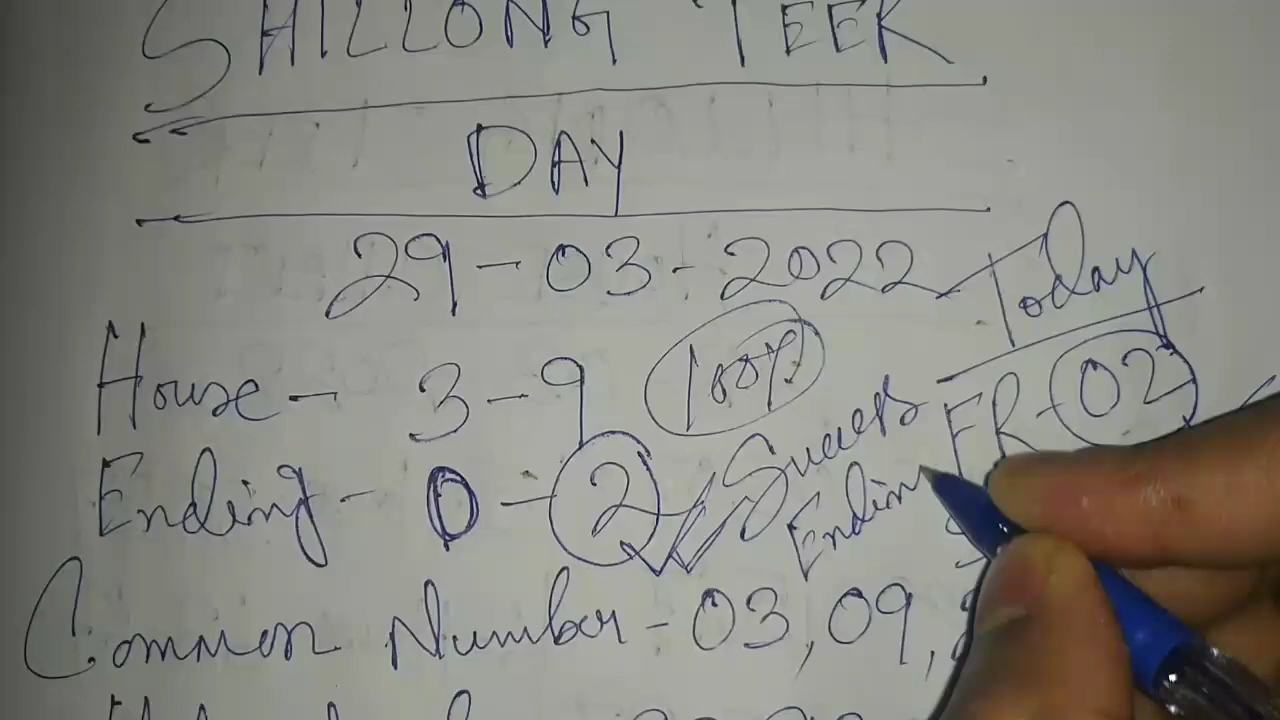 SHILLONG TEER
DAY
29-03-2022 Today
House - 3-9 100% FR-02
Ending - 0-2 Success Ending
Common Number - 03, 09,